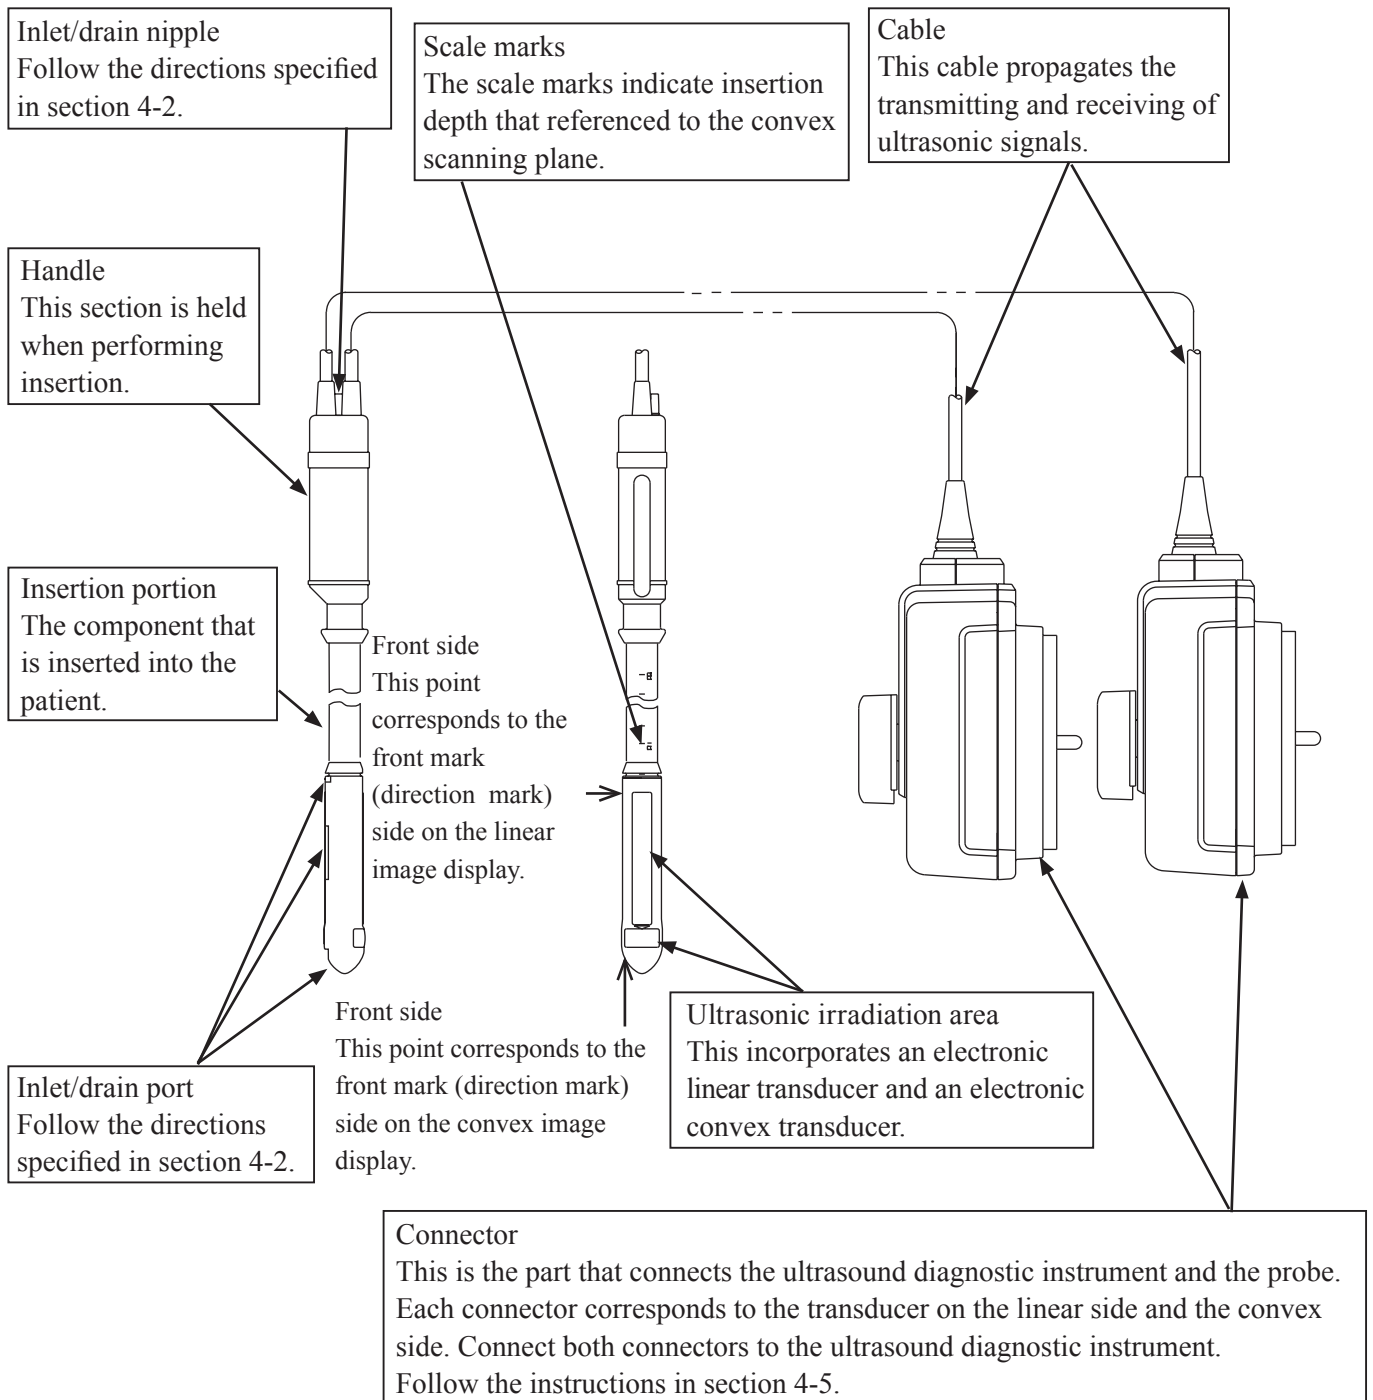 Inlet/drain nipple
Follow the directions specified
in section 4-2.
Scale marks
The scale marks indicate insertion
depth that referenced to the convex
scanning plane.
Cable
This cable propagates the
transmitting and receiving of
ultrasonic signals.
Handle
This section is held
when performing
insertion.
Insertion portion
The component that
is inserted into the
patient.
Front side
This point
corresponds to the
front mark
(direction mark)
side on the linear
image display.
Inlet/drain port
Follow the directions
specified in section 4-2.
Front side
This point corresponds to the
front mark (direction mark)
side on the convex image
display.
Ultrasonic irradiation area
This incorporates an electronic
linear transducer and an electronic
convex transducer.
Connector
This is the part that connects the ultrasound diagnostic instrument and the probe.
Each connector corresponds to the transducer on the linear side and the convex
side. Connect both connectors to the ultrasound diagnostic instrument.
Follow the instructions in section 4-5.